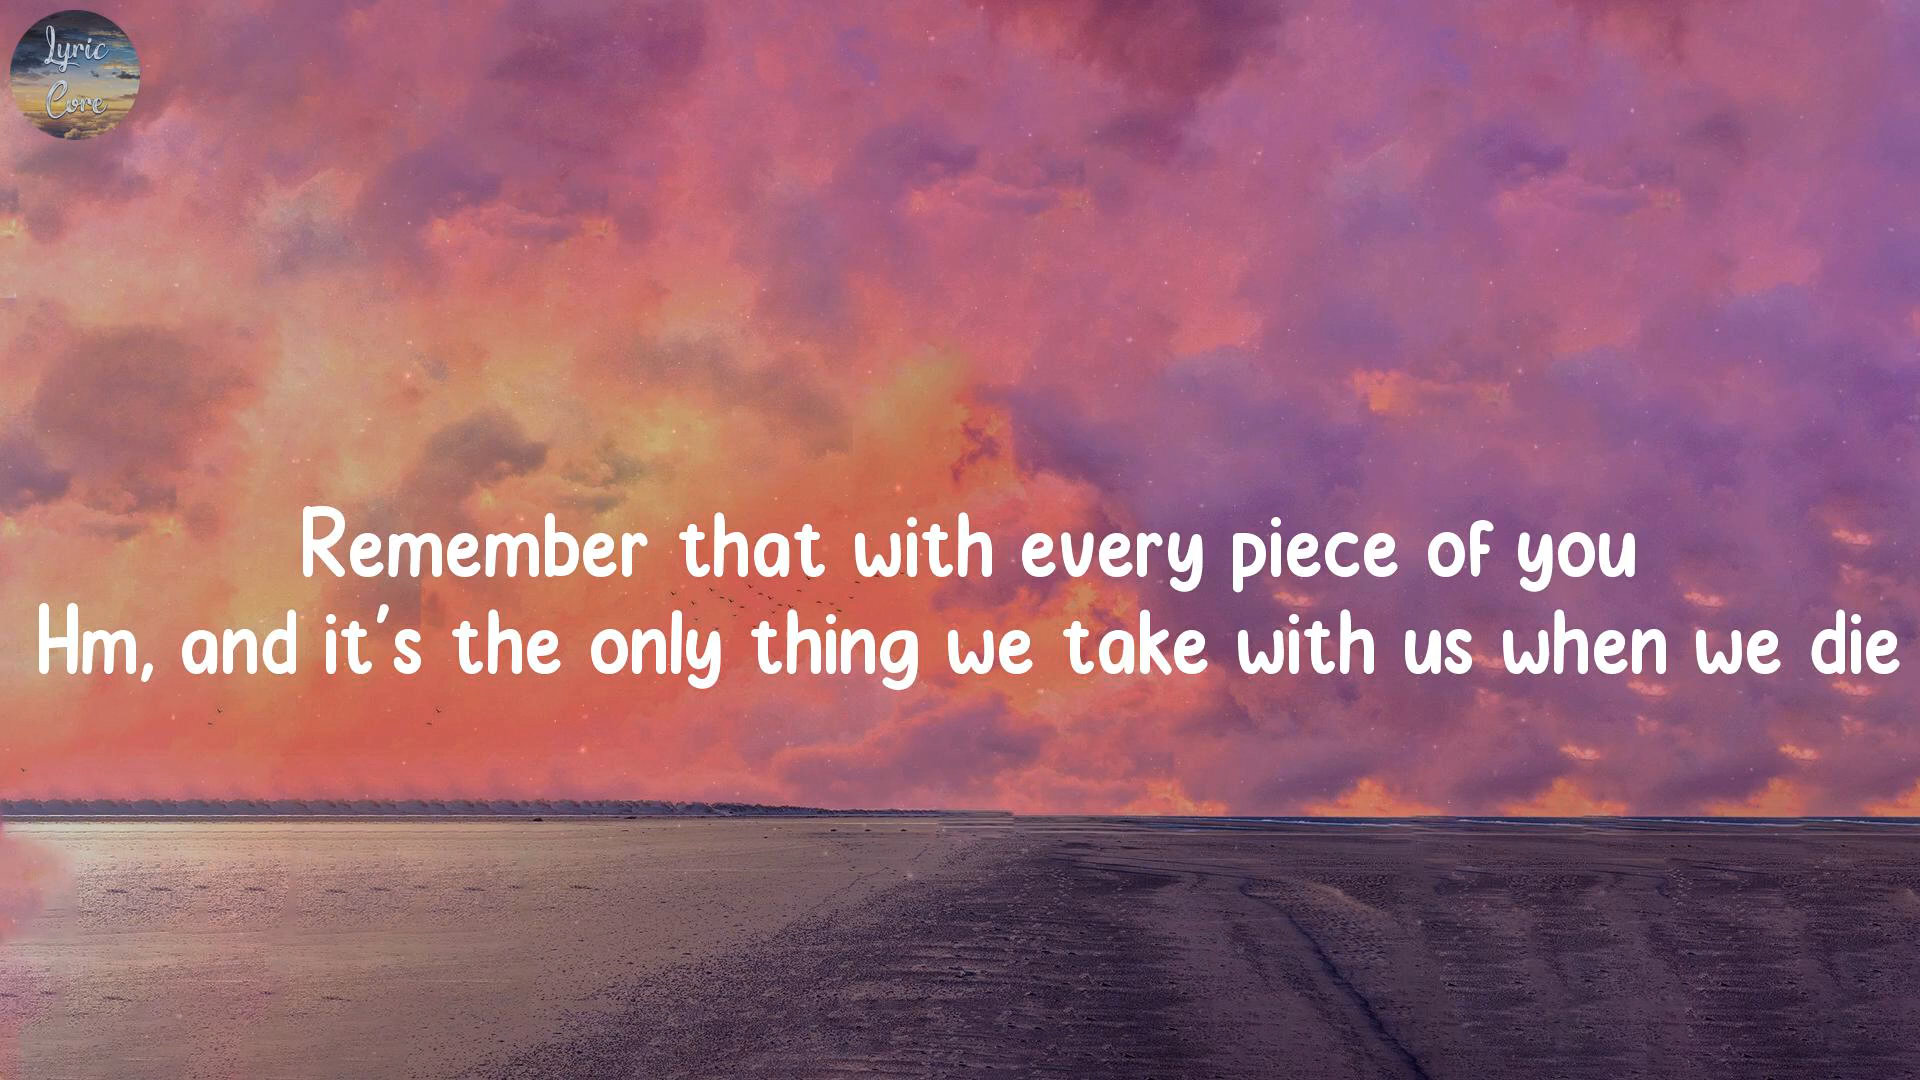 Lyric
Core
Remember that with every piece of you
Hm, and it's the only thing we take with us when we die